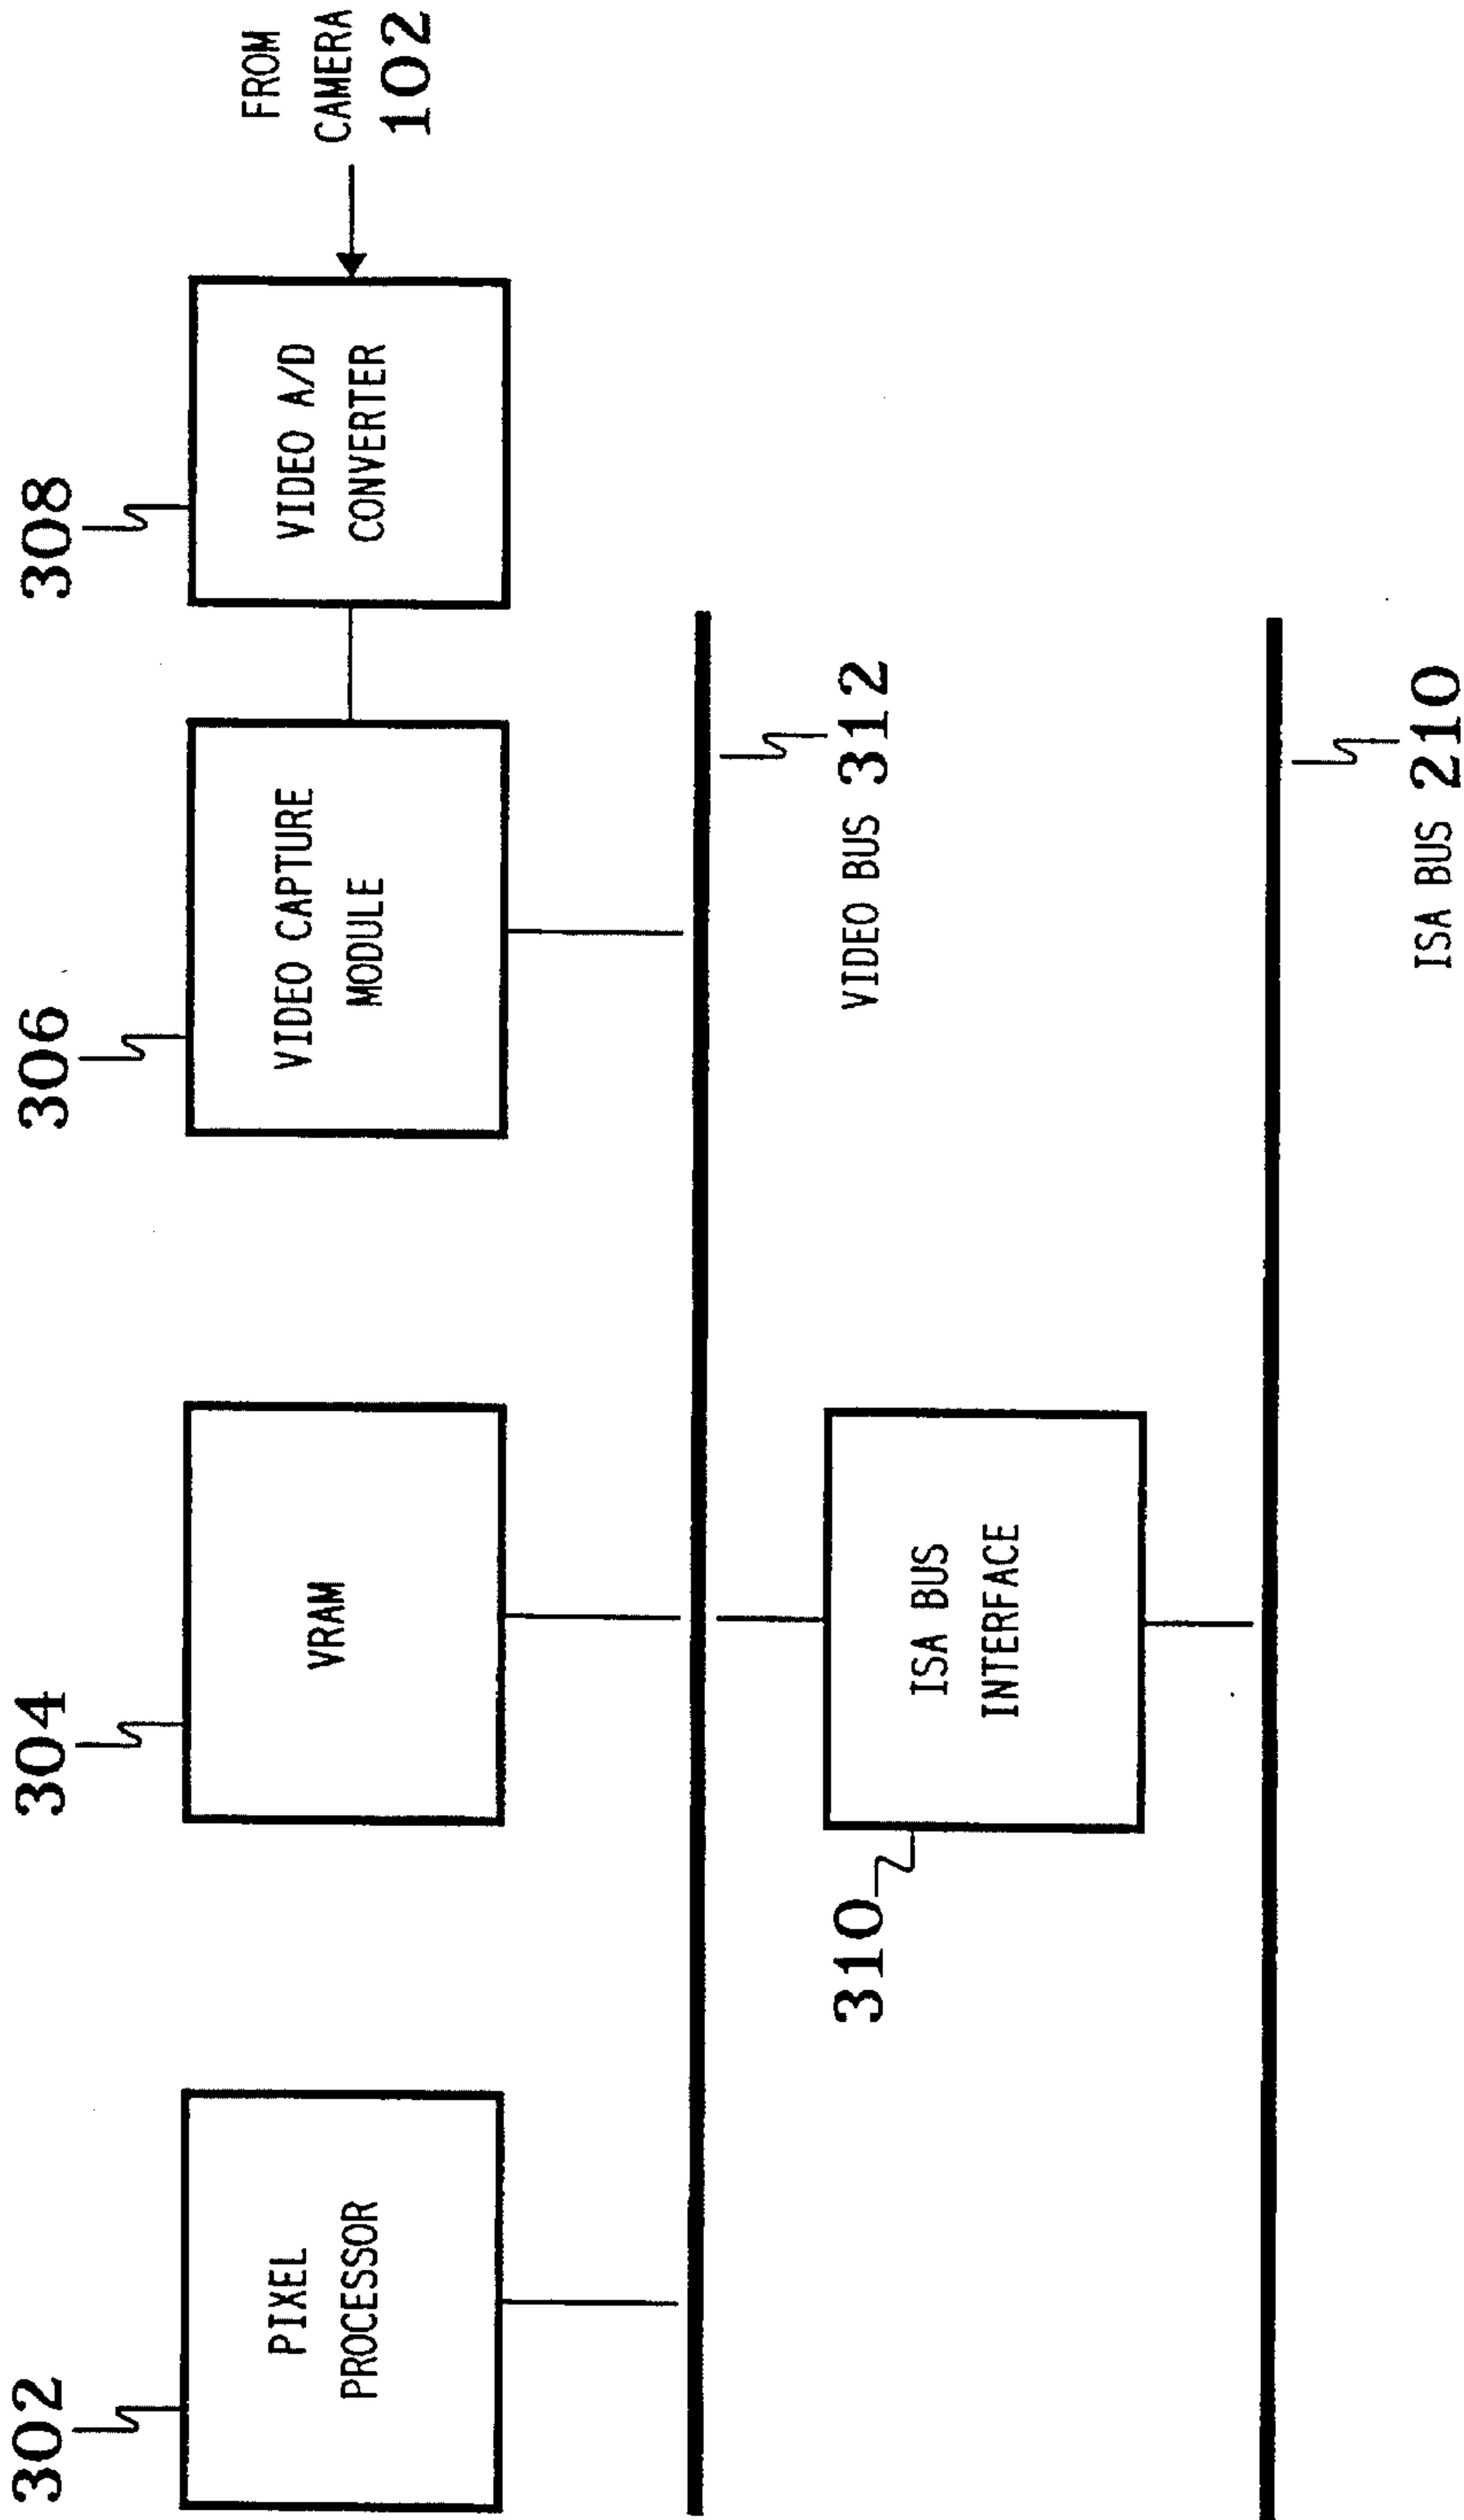 302
304
306
308
PIXEL
PROCESSOR
VRAM
VIDEO CAPTURE
MODULE
VIDEO A/D
CONVERTER
FROM
CAMERA
102
310
ISA BUS
INTERFACE
VIDEO BUS 312
ISA BUS 210